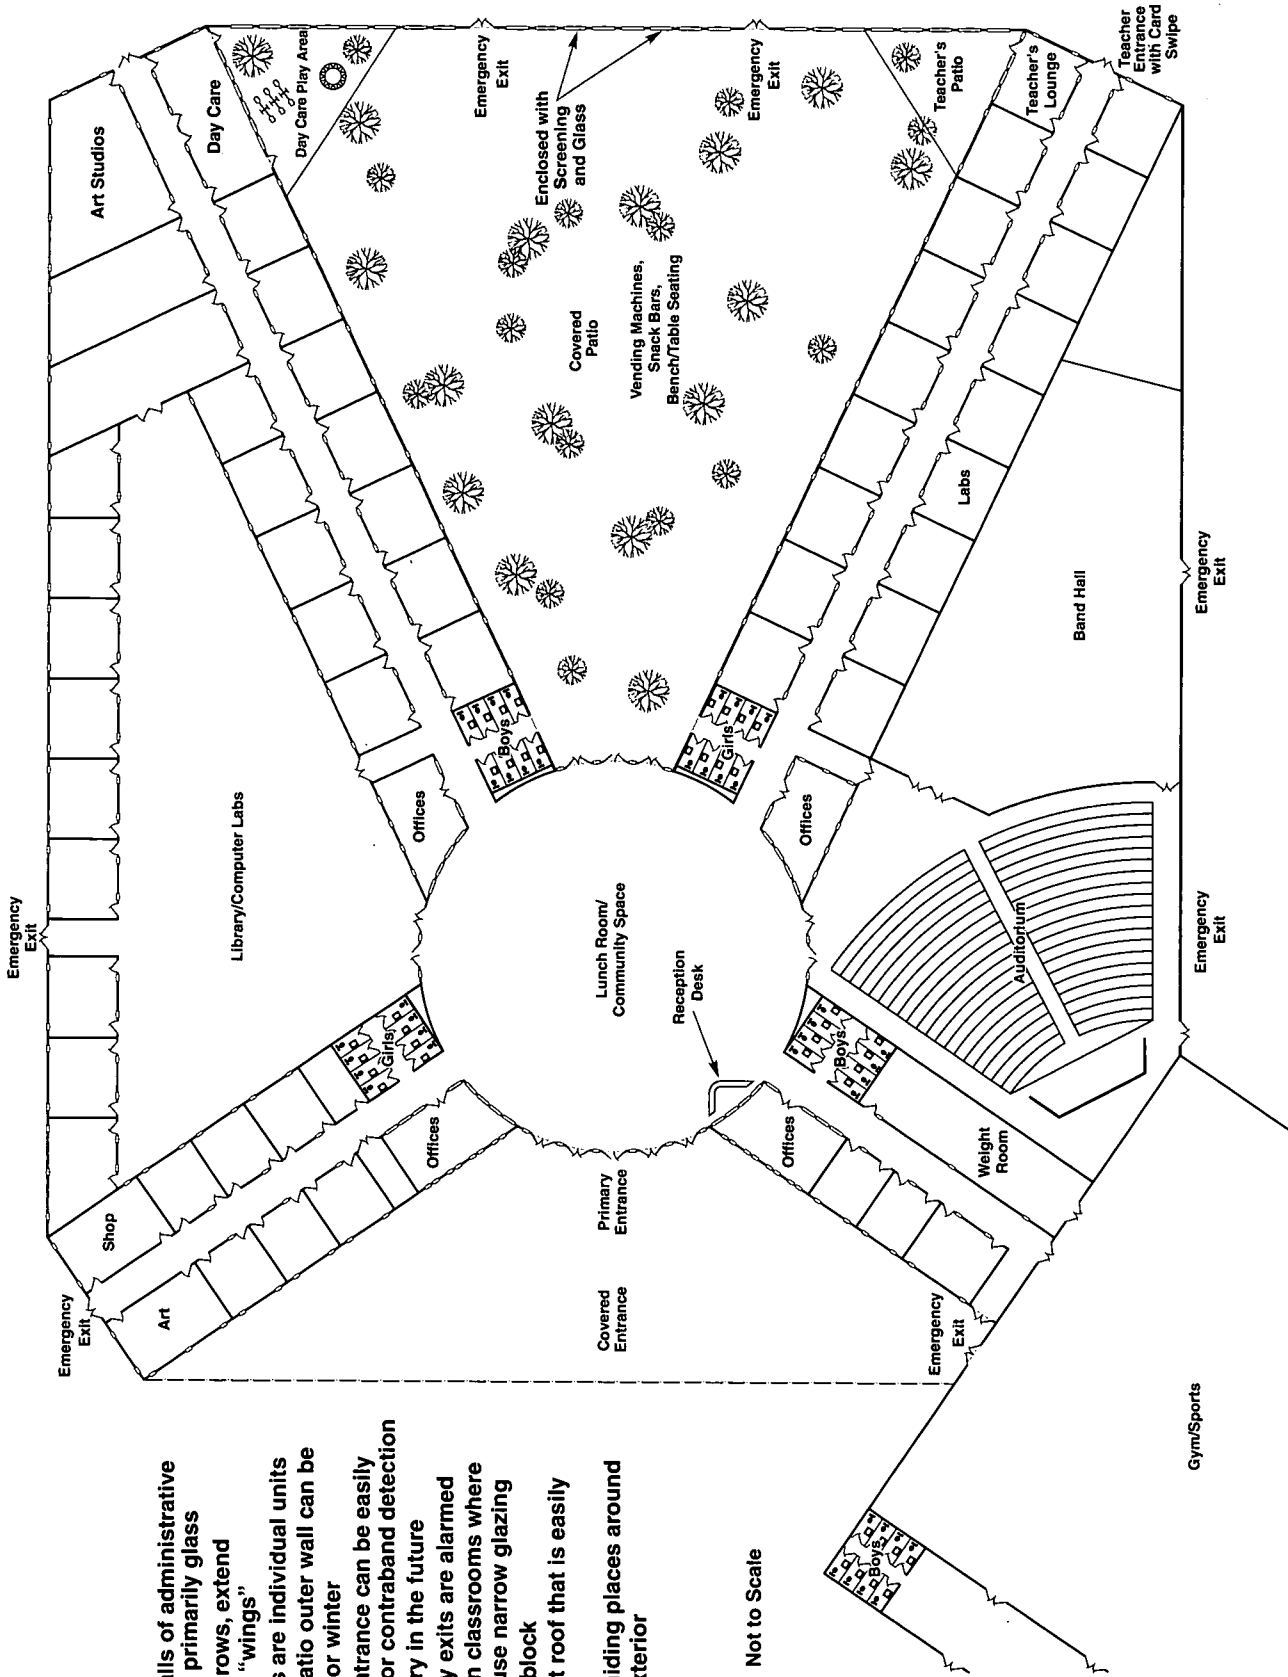 lls of administrative
primarily glass
rows, extend
“wings”
s are individual units
atio outer wall can be
or winter
ntrance can be easily
or contraband detection
ry in the future
y exits are alarmed
n classrooms where
use narrow glazing
block
t roof that is easily
iding places around
xterior
Not to Scale
Emergency
Exit
Emergency
Exit
Art Studios
Shop
Art
Library/Computer Labs
Day Care
Day Care Play Area
Girls
Offices
Offices
Boys
Emergency
Exit
Enclosed with
Screening
and Glass
Covered
Entrance
Primary
Entrance
Lunch Room/
Community Space
Covered
Patio
Vending Machines,
Snack Bars,
Bench/Table Seating
Reception
Desk
Emergency
Exit
Girls
Offices
Offices
Boys
Emergency
Exit
Teacher's
Patio
Labs
Weight
Room
Auditorium
Teacher's
Lounge
Band Hall
Teacher
Entrance
with Card
Swipe
Boys
Gym/Sports
Emergency
Exit
Emergency
Exit